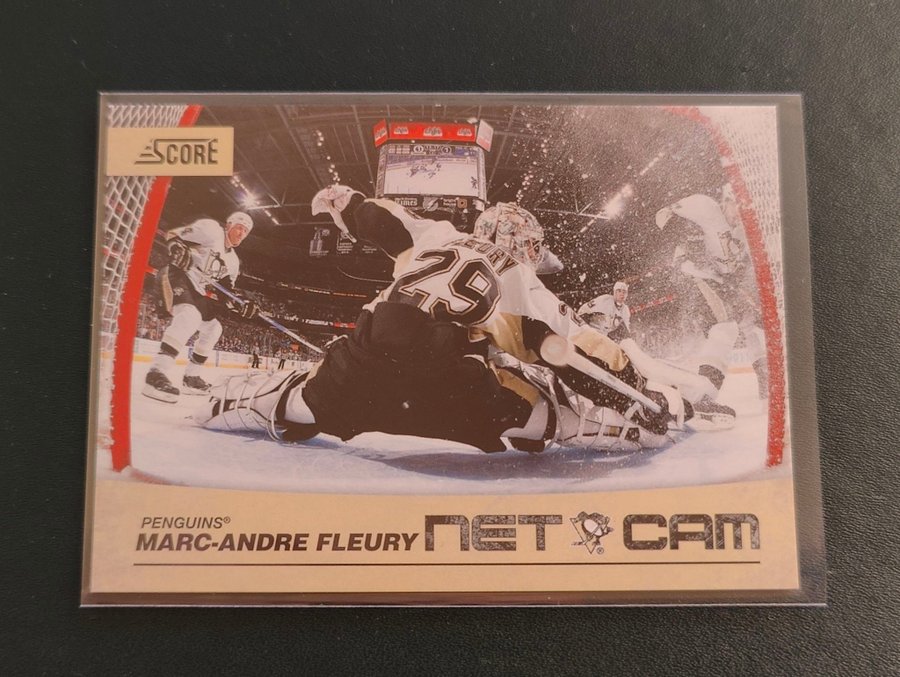 SCORE
FLEURY
29
PENGUINS®
MARC-ANDRE FLEURY
NET CAM